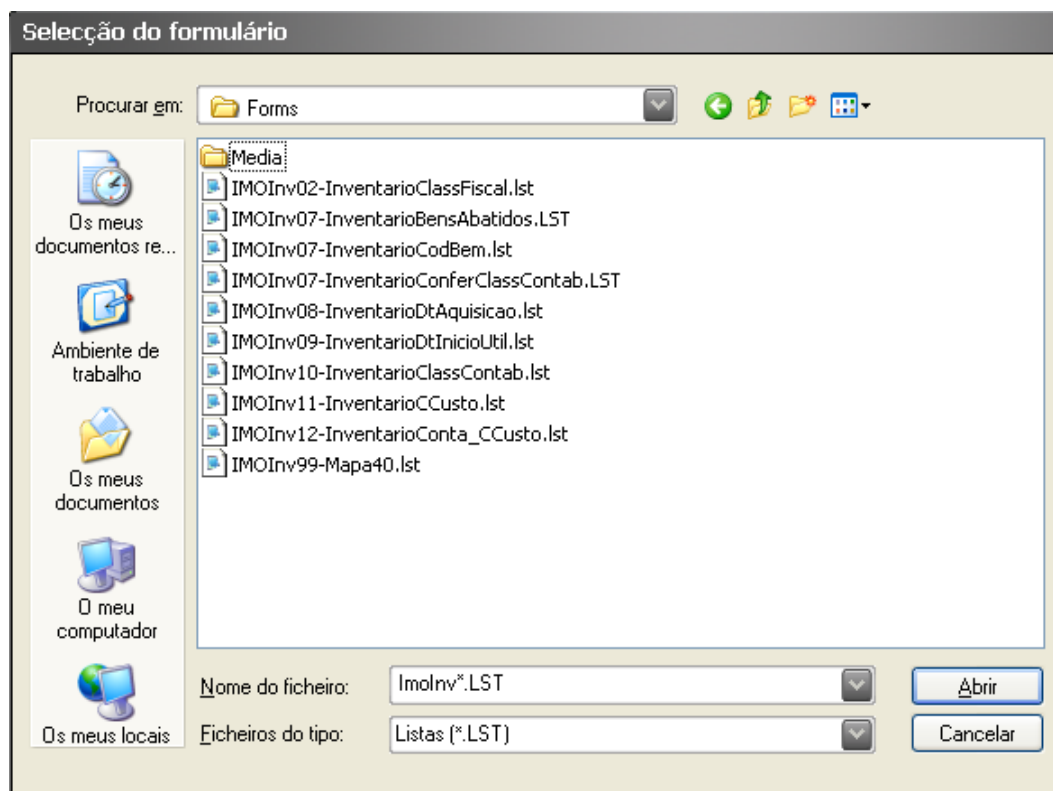 Selecção do formulário
Procurar em:
Forms
Os meus
documentos re...
Ambiente de
trabalho
Os meus
documentos
O meu
computador
Os meus locais
Media
IMOInv02-InventarioClassFiscal.lst
IMOInv07-InventarioBensAbatidos.LST
IMOInv07-InventarioCodBem.lst
IMOInv07-InventarioConferClassContab.LST
IMOInv08-InventarioDtAquisicao.lst
IMOInv09-InventarioDtInicioUtil.lst
IMOInv10-InventarioClassContab.lst
IMOInv11-InventarioCCusto.lst
IMOInv12-InventarioConta_CCusto.lst
IMOInv99-Mapa40.lst
Nome do ficheiro:
ImoInv*.LST
Abrir
Ficheiros do tipo:
Listas (*.LST)
Cancelar